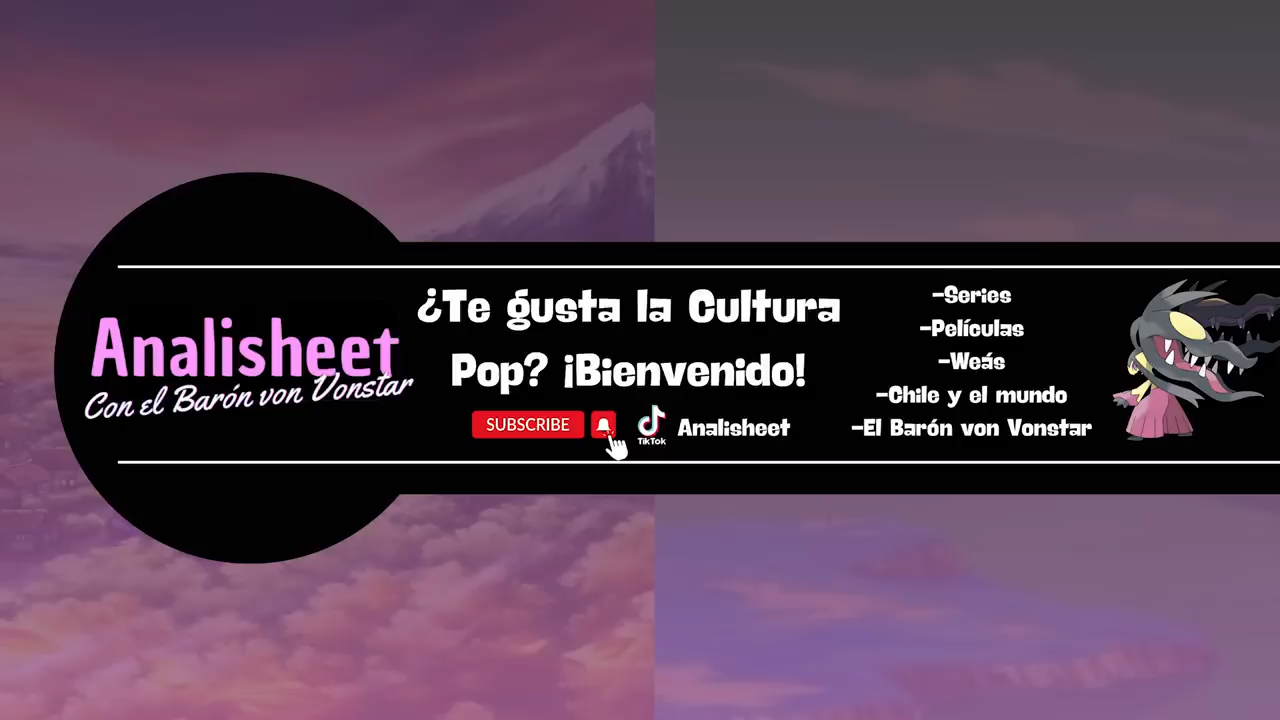 Analisheet
Con el Barón von Vonstar
¿Te gusta la Cultura
Pop? ¡Bienvenido!
SUBSCRIBE
TikTok
Analisheet
-Series
-Películas
-Weás
-Chile y el mundo
-El Barón von Vonstar